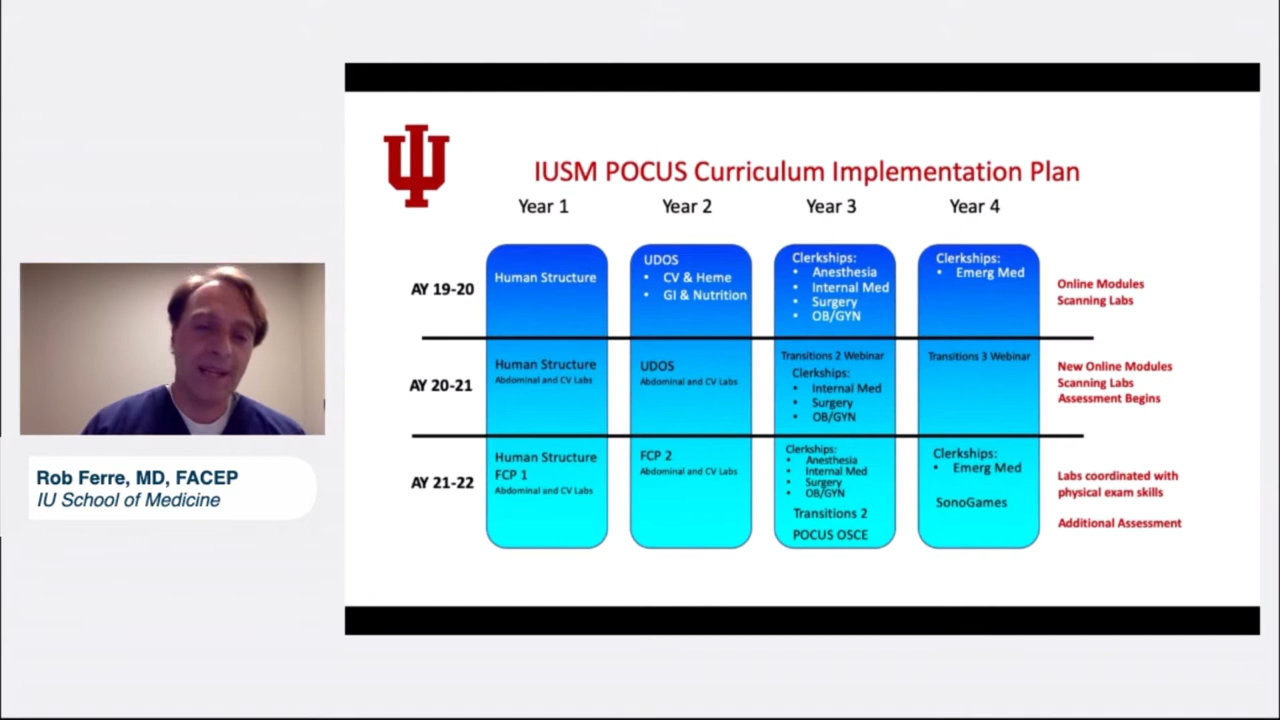 IU
IUSM POCUS Curriculum Implementation Plan
Year 1
Year 2
Year 3
Year 4
AY 19-20
Human Structure
UDOS
• CV & Heme
• GI & Nutrition
Clerkships:
• Anesthesia
• Internal Med
• Surgery
• OB/GYN
Clerkships:
• Emerg Med
Online Modules
Scanning Labs
AY 20-21
Human Structure
Abdominal and CV Labs
UDOS
Abdominal and CV Labs
Transitions 2 Webinar
Clerkships:
• Internal Med
• Surgery
• OB/GYN
Transitions 3 Webinar
New Online Modules
Scanning Labs
Assessment Begins
AY 21-22
Human Structure
FCP 1
Abdominal and CV Labs
FCP 2
Abdominal and CV Labs
Clerkships:
• Anesthesia
• Internal Med
• Surgery
• OB/GYN
Transitions 2
POCUS OSCE
Clerkships:
• Emerg Med
SonoGames
Labs coordinated with
physical exam skills
Additional Assessment
Rob Ferre, MD, FACEP
IU School of Medicine